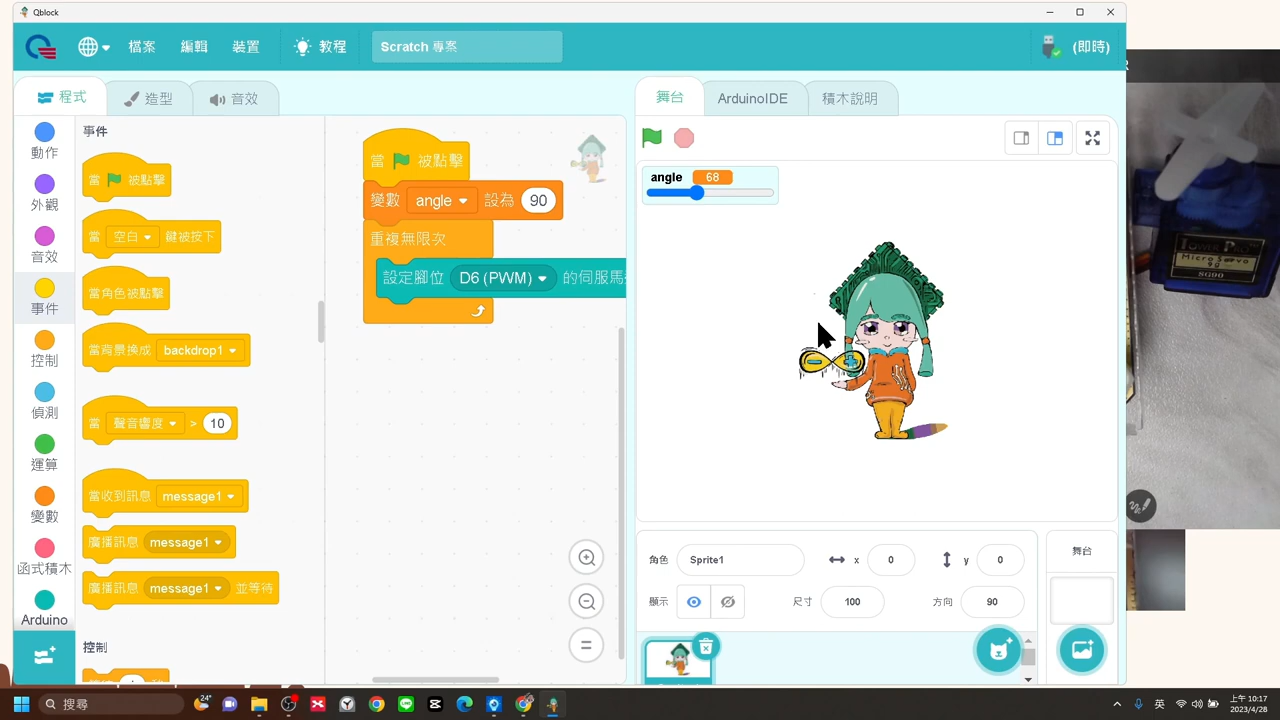 Qblock
檔案
編輯
裝置
教程
Scratch 專案
(即時)
程式
造型
音效
舞台
ArduinoIDE
積木說明
動作
外觀
音效
事件
控制
偵測
運算
變數
函式積木
Arduino
事件
當 被點擊
當 空白 鍵被按下
當角色被點擊
當背景換成 backdrop1
當 聲音響度 > 10
當收到訊息 message1
廣播訊息 message1
廣播訊息 message1 並等待
控制
當 被點擊
變數 angle 設為 90
重複無限次
設定腳位 D6 (PWM) 的伺服馬
angle 68
角色 Sprite1 x 0 y 0
顯示 尺寸 100 方向 90
舞台
TOWER PRO
Micro Servo
9g
SG90
搜尋
24°
英
上午 10:17
2023/4/28